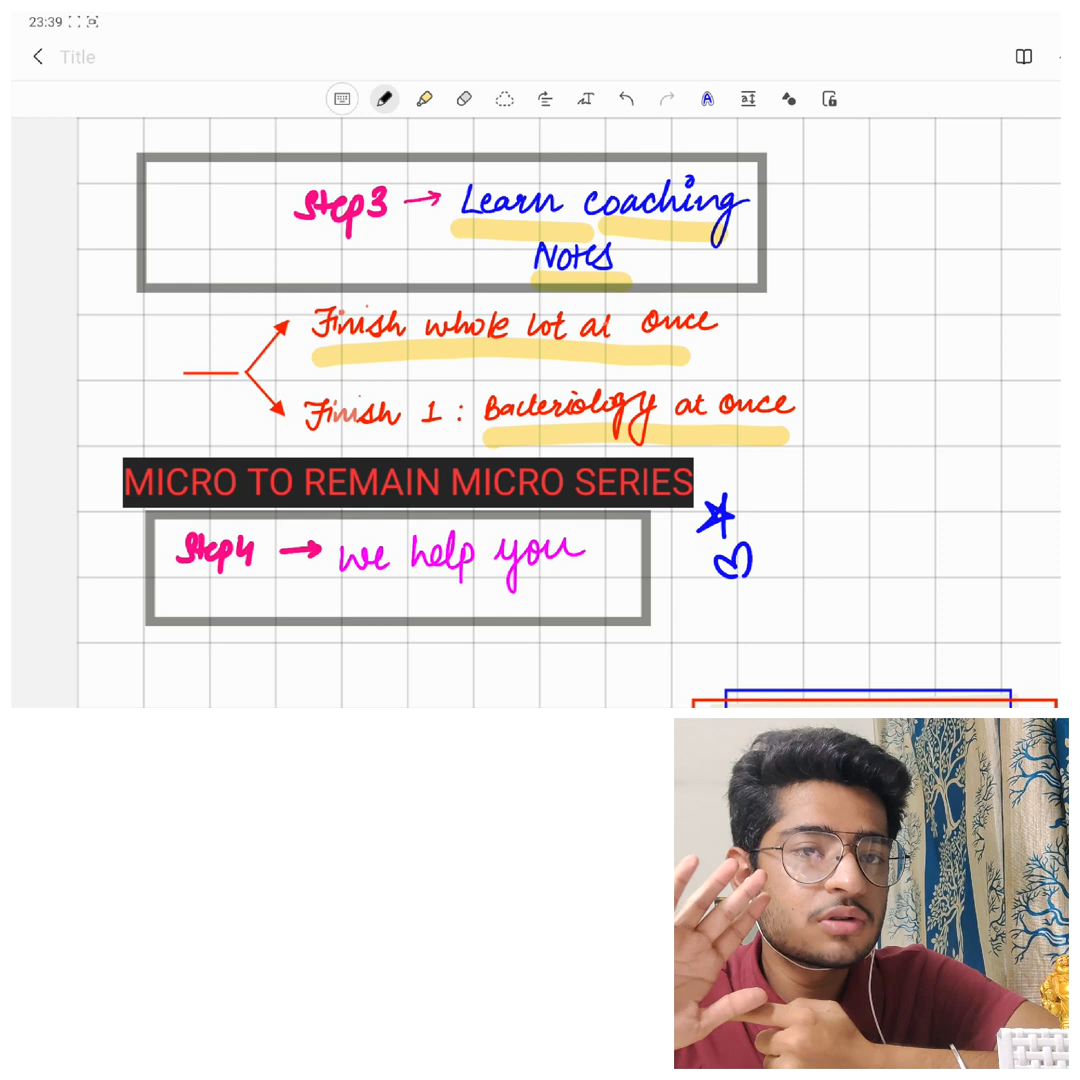 23:39
Title
Step3 → Learn coaching
Notes
Finish whole lot at once
Finish 1 : Bacteriology at once
MICRO TO REMAIN MICRO SERIES
Step4 → We help you